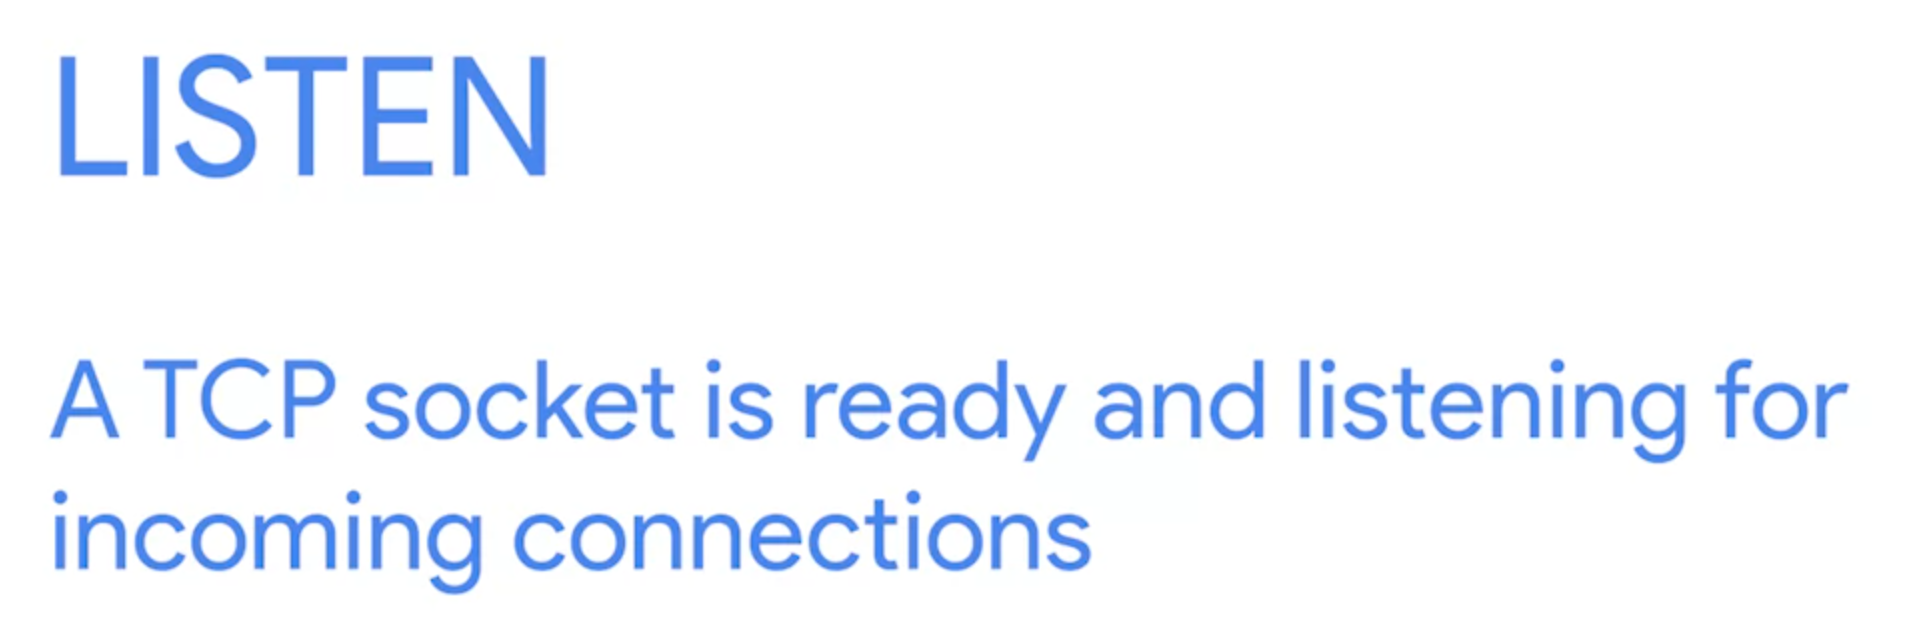 LISTEN
A TCP socket is ready and listening for
incoming connections